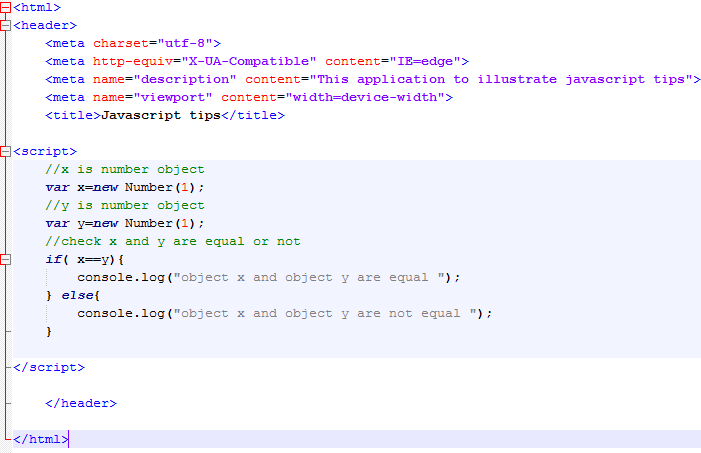 <html>
<header>
<meta charset="utf-8">
<meta http-equiv="X-UA-Compatible" content="IE=edge">
<meta name="description" content="This application to illustrate javascript tips">
<meta name="viewport" content="width=device-width">
<title>Javascript tips</title>
<script>
//x is number object
var x=new Number(1);
//y is number object
var y=new Number(1);
//check x and y are equal or not
if( x==y){
console.log("object x and object y are equal ");
} else{
console.log("object x and object y are not equal ");
}
</script>
</header>
</html>